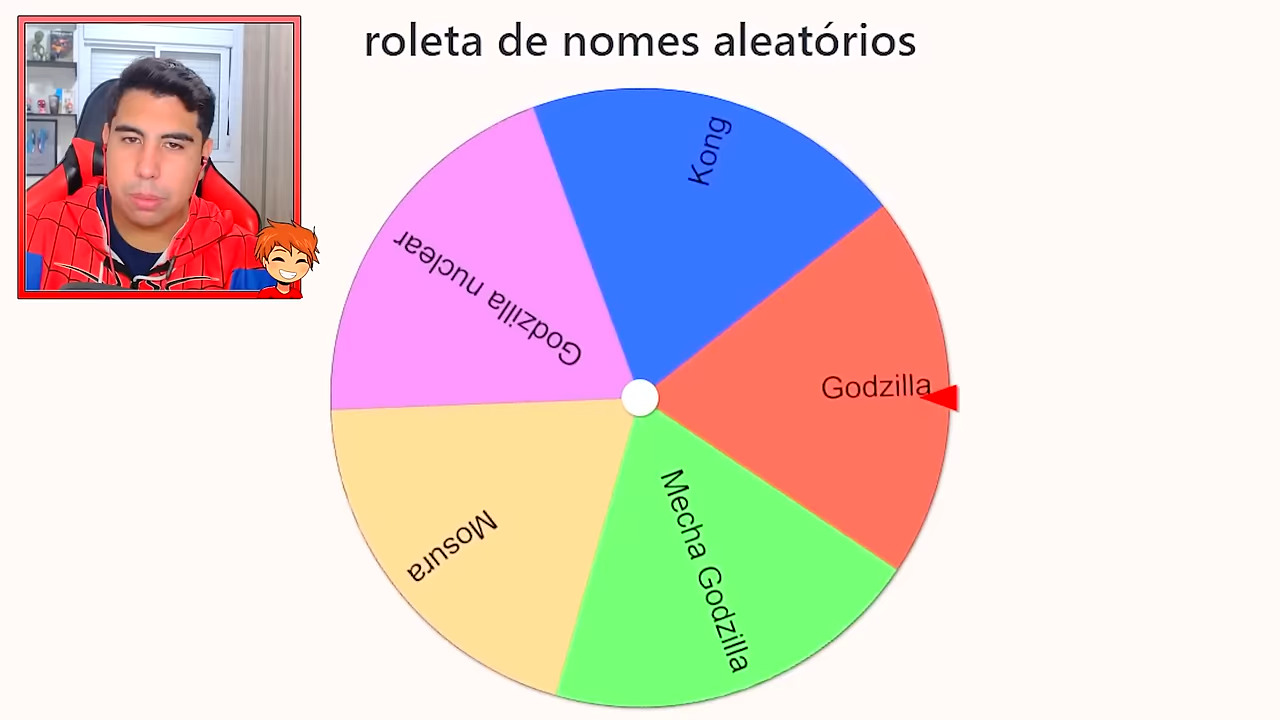 roleta de nomes aleatórios
Kong
Godzilla nuclear
Godzilla
Mecha Godzilla
Mosura